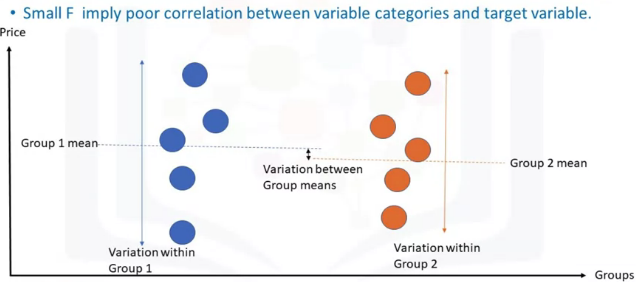 • Small F imply poor correlation between variable categories and target variable.
Price
Group 1 mean
Variation between
Group means
Group 2 mean
Variation within
Group 1
Variation within
Group 2
Groups